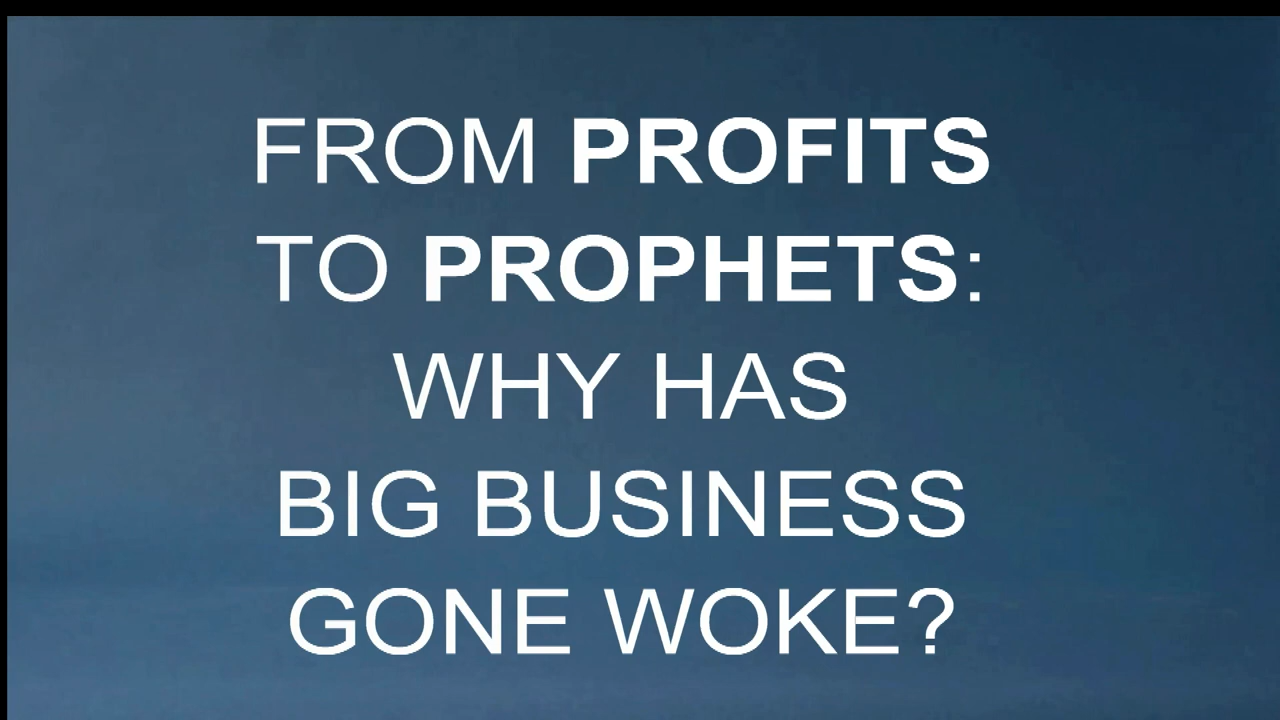 FROM PROFITS
TO PROPHETS:
WHY HAS
BIG BUSINESS
GONE WOKE?